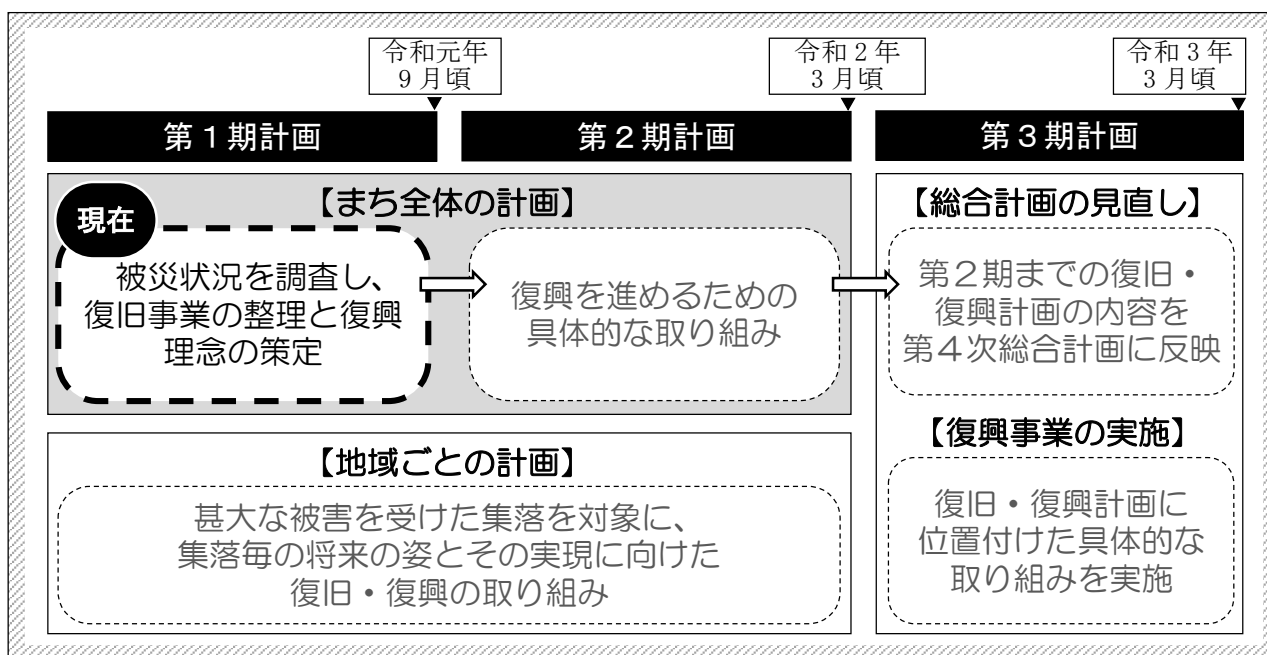 令和元年
９月頃
令和２年
３月頃
令和３年
３月頃
第１期計画
第２期計画
第３期計画
【まち全体の計画】
現在
被災状況を調査し、
復旧事業の整理と復興
理念の策定
復興を進めるための
具体的な取り組み
【総合計画の見直し】
第２期までの復旧・
復興計画の内容を
第４次総合計画に反映
【地域ごとの計画】
甚大な被害を受けた集落を対象に、
集落毎の将来の姿とその実現に向けた
復旧・復興の取り組み
【復興事業の実施】
復旧・復興計画に
位置付けた具体的な
取り組みを実施